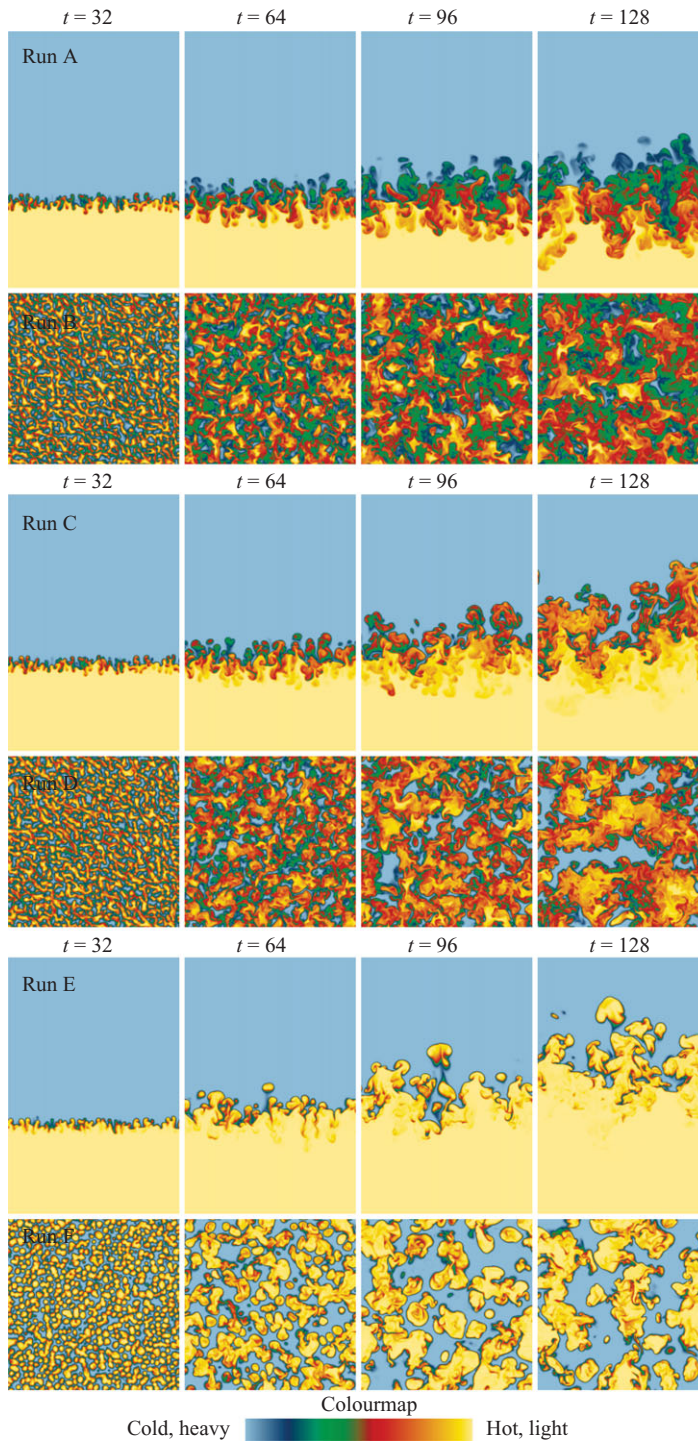 t = 32 t = 64 t = 96 t = 128
Run A
Run B
t = 32 t = 64 t = 96 t = 128
Run C
Run D
t = 32 t = 64 t = 96 t = 128
Run E
Run F
Colourmap
Cold, heavy Hot, light